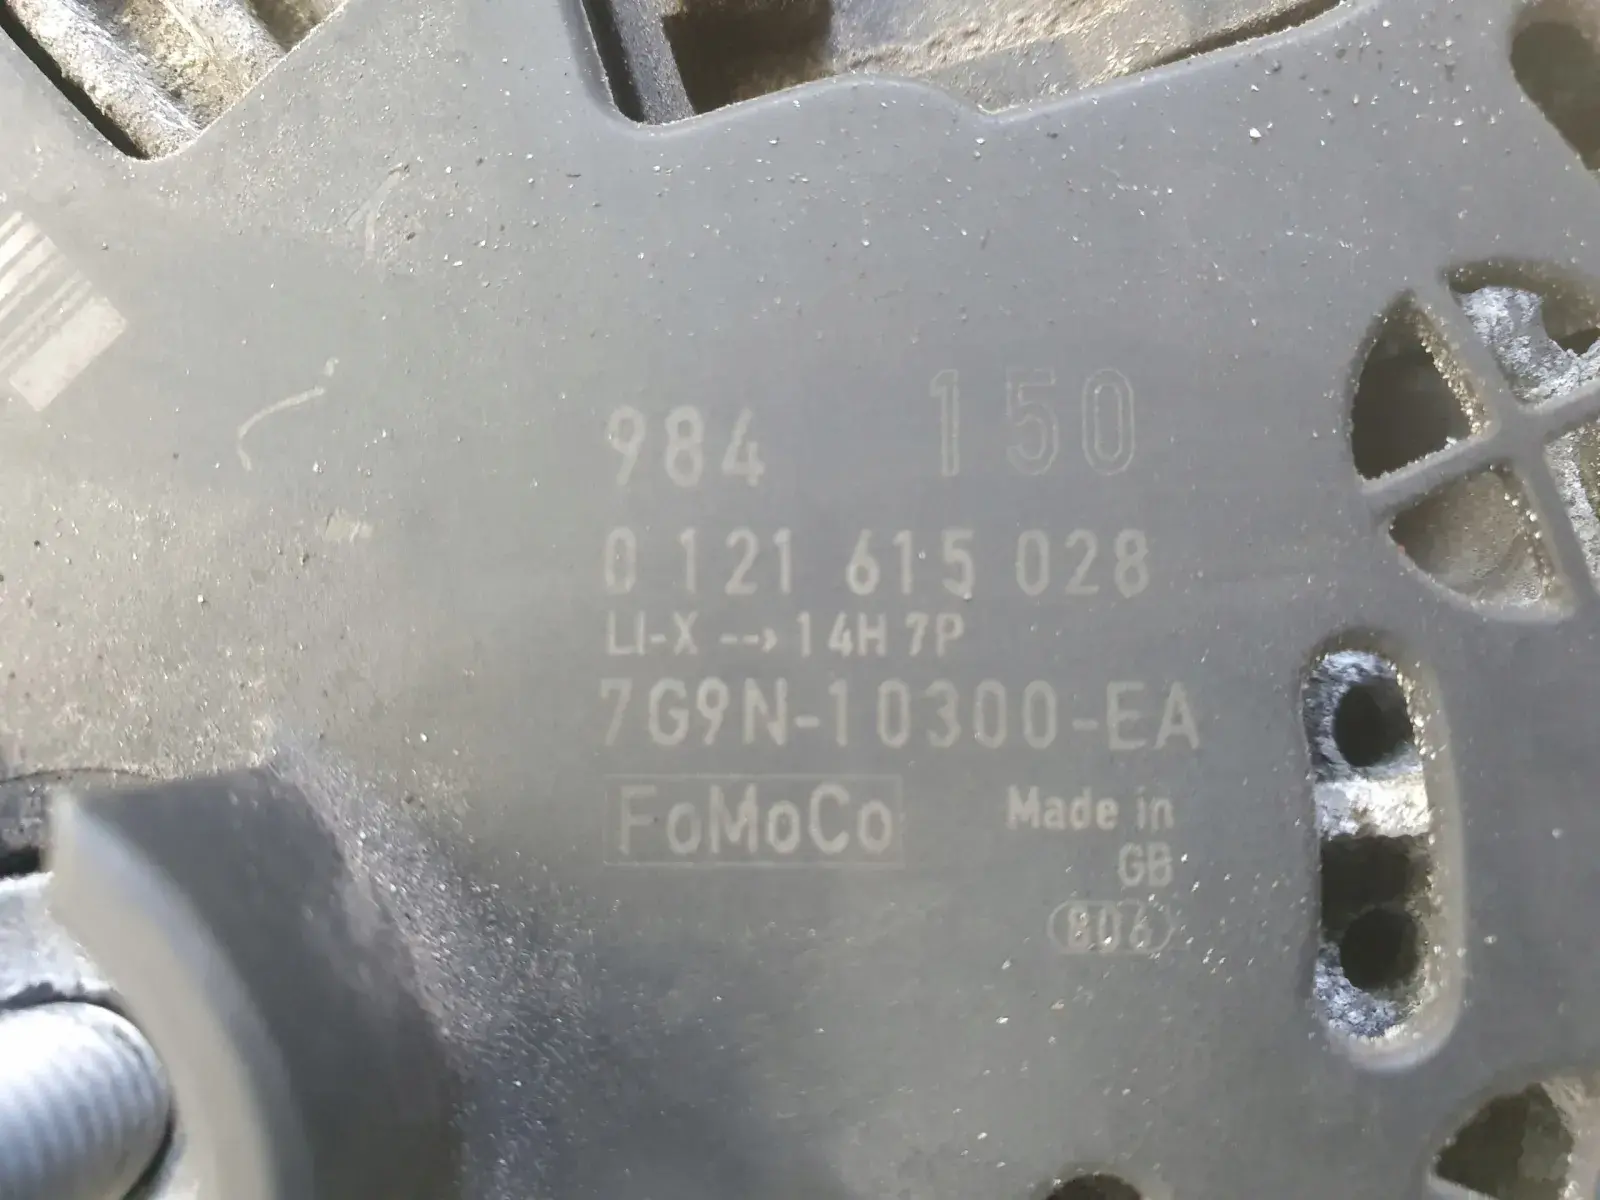 984 150
0 121 615 028
LI-X --→ 14H 7P
7G9N-10300-EA
FoMoCo
Made in
GB
806